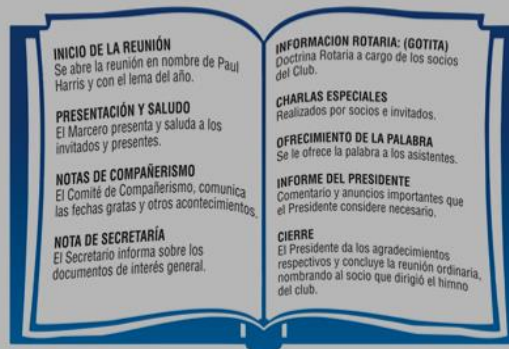 INICIO DE LA REUNIÓN
Se abre la reunión en nombre de Paul
Harris y con el lema del año.
PRESENTACIÓN Y SALUDO
El Marcero presenta y saluda a los
invitados y presentes.
NOTAS DE COMPAÑERISMO
El Comité de Compañerismo, comunica
las fechas gratas y otros acontecimientos.
NOTA DE SECRETARÍA
El Secretario informa sobre los
documentos de interés general.
INFORMACION ROTARIA: (GOTITA)
Doctrina Rotaria a cargo de los socios
del Club.
CHARLAS ESPECIALES
Realizados por socios e invitados.
OFRECIMIENTO DE LA PALABRA
Se le ofrece la palabra a los asistentes.
INFORME DEL PRESIDENTE
Comentario y anuncios importantes que
el Presidente considere necesario.
CIERRE
El Presidente da los agradecimientos
respectivos y concluye la reunión ordinaria,
nombrando al socio que dirigió el himno
del club.